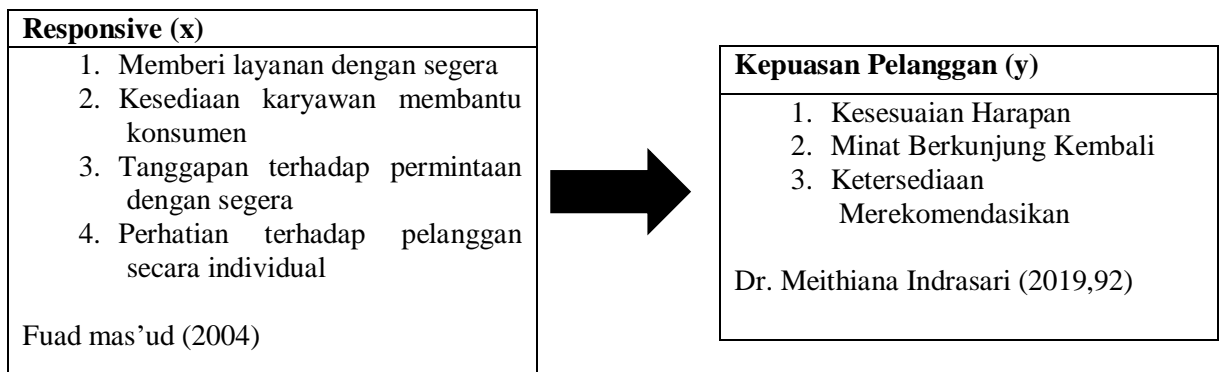 Responsive (x)
1. Memberi layanan dengan segera
2. Kesediaan karyawan membantu
konsumen
3. Tanggapan terhadap permintaan
dengan segera
4. Perhatian terhadap pelanggan
secara individual
Fuad mas’ud (2004)
Kepuasan Pelanggan (y)
1. Kesesuaian Harapan
2. Minat Berkunjung Kembali
3. Ketersediaan
Merekomendasikan
Dr. Meithiana Indrasari (2019,92)